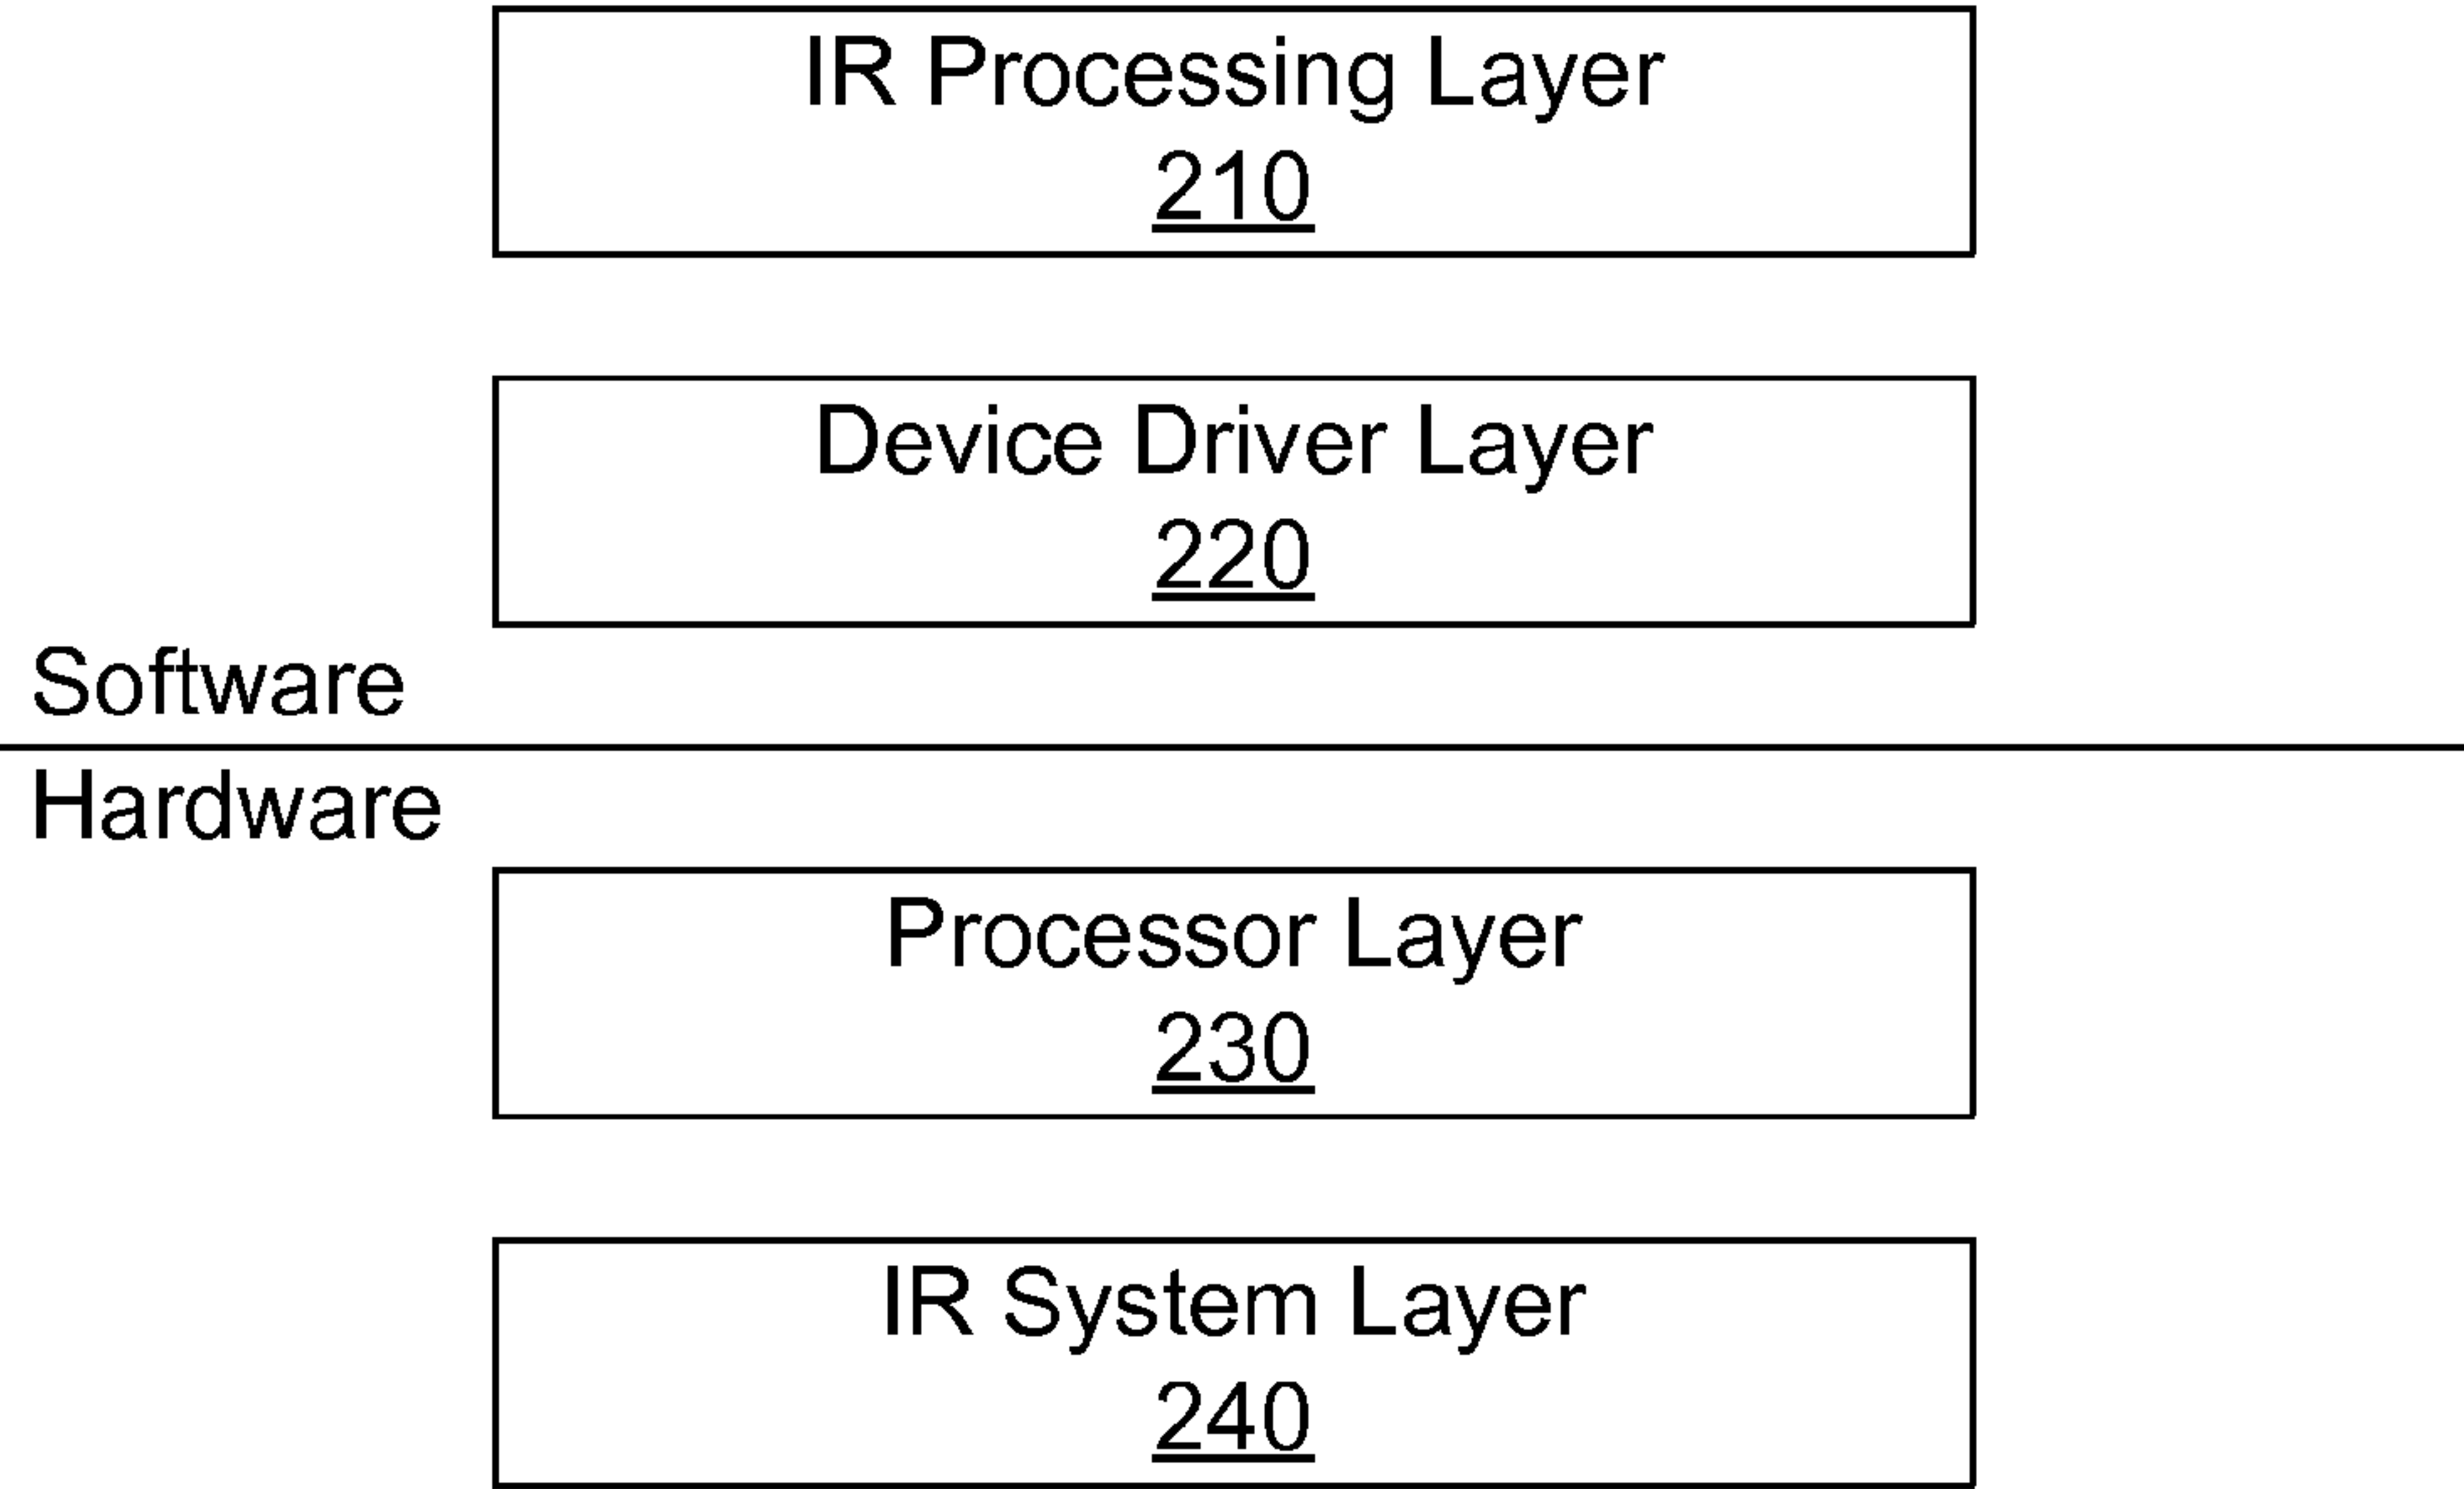 IR Processing Layer
210
Device Driver Layer
220
Software
Hardware
Processor Layer
230
IR System Layer
240